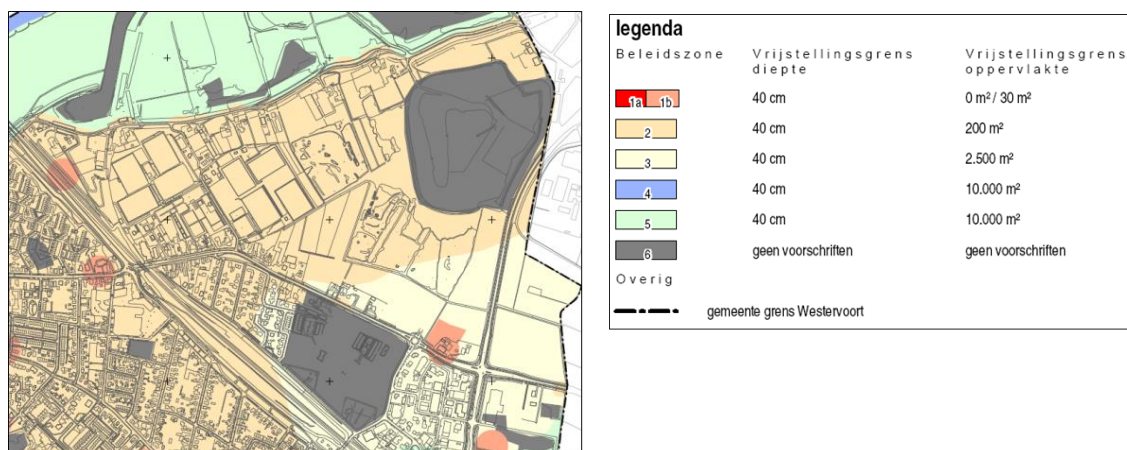 legenda
Beleidszone Vrijstellingsgrens diepte Vrijstellingsgrens oppervlakte
1a 1b 40 cm 0 m² / 30 m²
2 40 cm 200 m²
3 40 cm 2.500 m²
4 40 cm 10.000 m²
5 40 cm 10.000 m²
6 geen voorschriften geen voorschriften
Overig
gemeente grens Westervoort